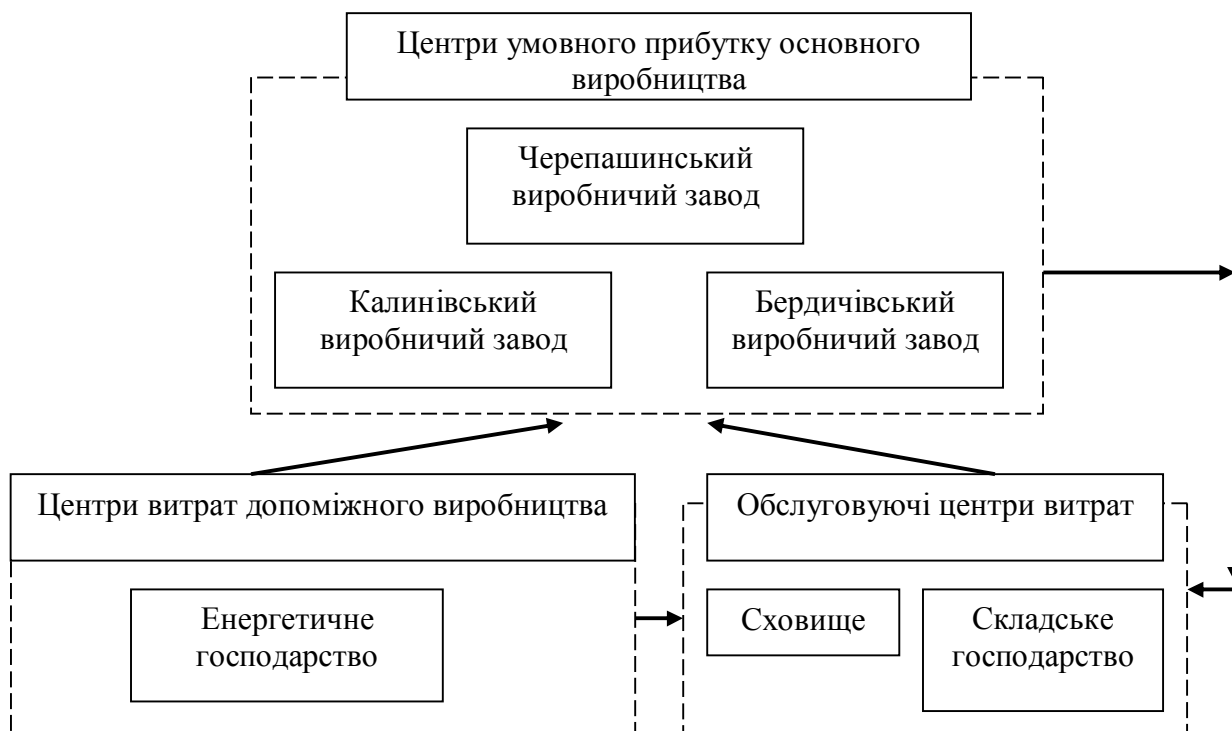 Центри умовного прибутку основного
виробництва
Черепашинський
виробничий завод
Калинівський
виробничий завод
Бердичівський
виробничий завод
Центри витрат допоміжного виробництва
Обслуговуючі центри витрат
Енергетичне
господарство
Сховище
Складське
господарство